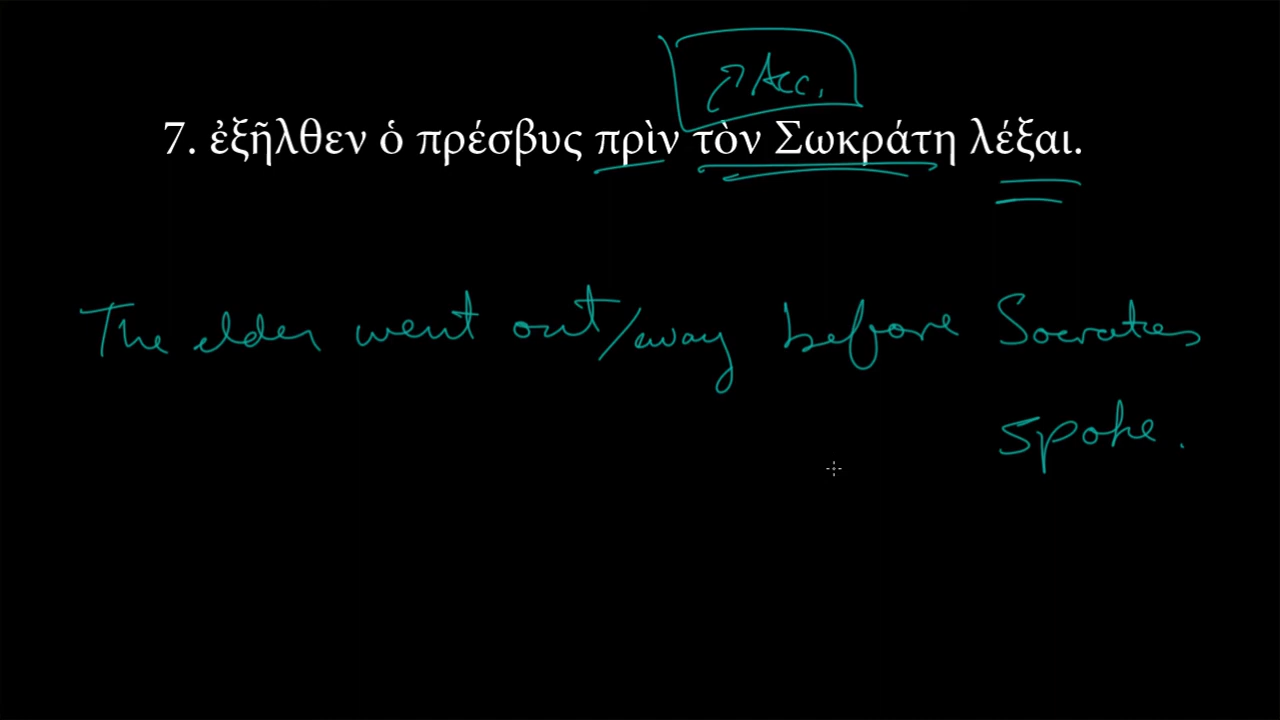 ↗ Acc.
7. ἐξῆλθεν ὁ πρέσβυς πρὶν τὸν Σωκράτη λέξαι.
The elder went out/away before Socrates
spoke.